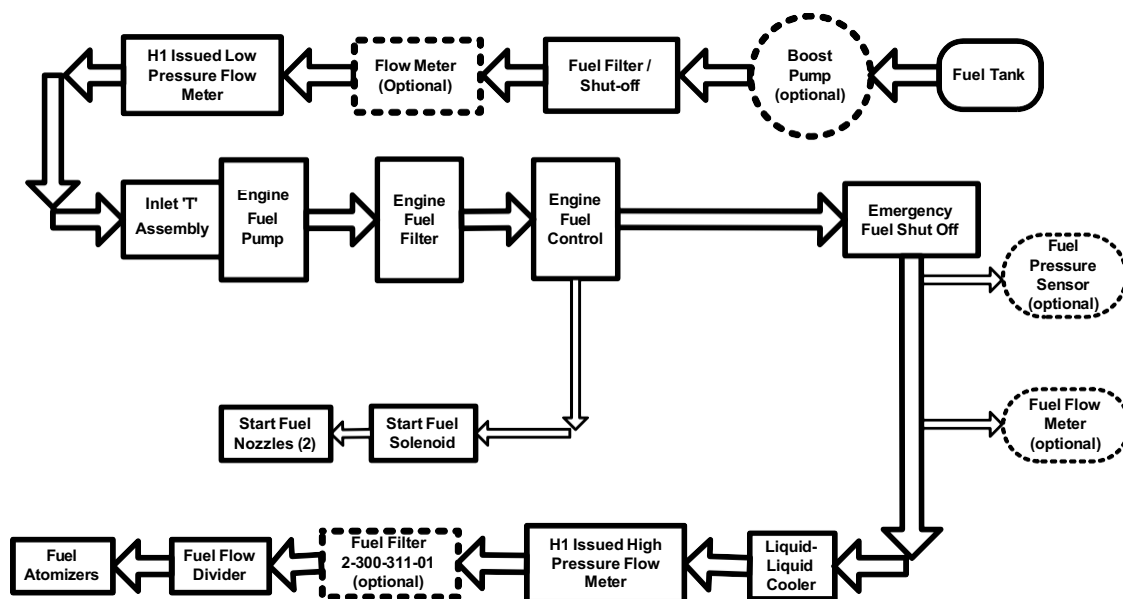 H1 Issued Low
Pressure Flow
Meter
Flow Meter
(Optional)
Fuel Filter /
Shut-off
Boost
Pump
(optional)
Fuel Tank
Inlet 'T'
Assembly
Engine
Fuel
Pump
Engine
Fuel
Filter
Engine
Fuel
Control
Emergency
Fuel Shut Off
Fuel
Pressure
Sensor
(optional)
Start Fuel
Nozzles (2)
Start Fuel
Solenoid
Fuel Flow
Meter
(optional)
Fuel
Atomizers
Fuel Flow
Divider
Fuel Filter
2-300-311-01
(optional)
H1 Issued High
Pressure Flow
Meter
Liquid-
Liquid
Cooler